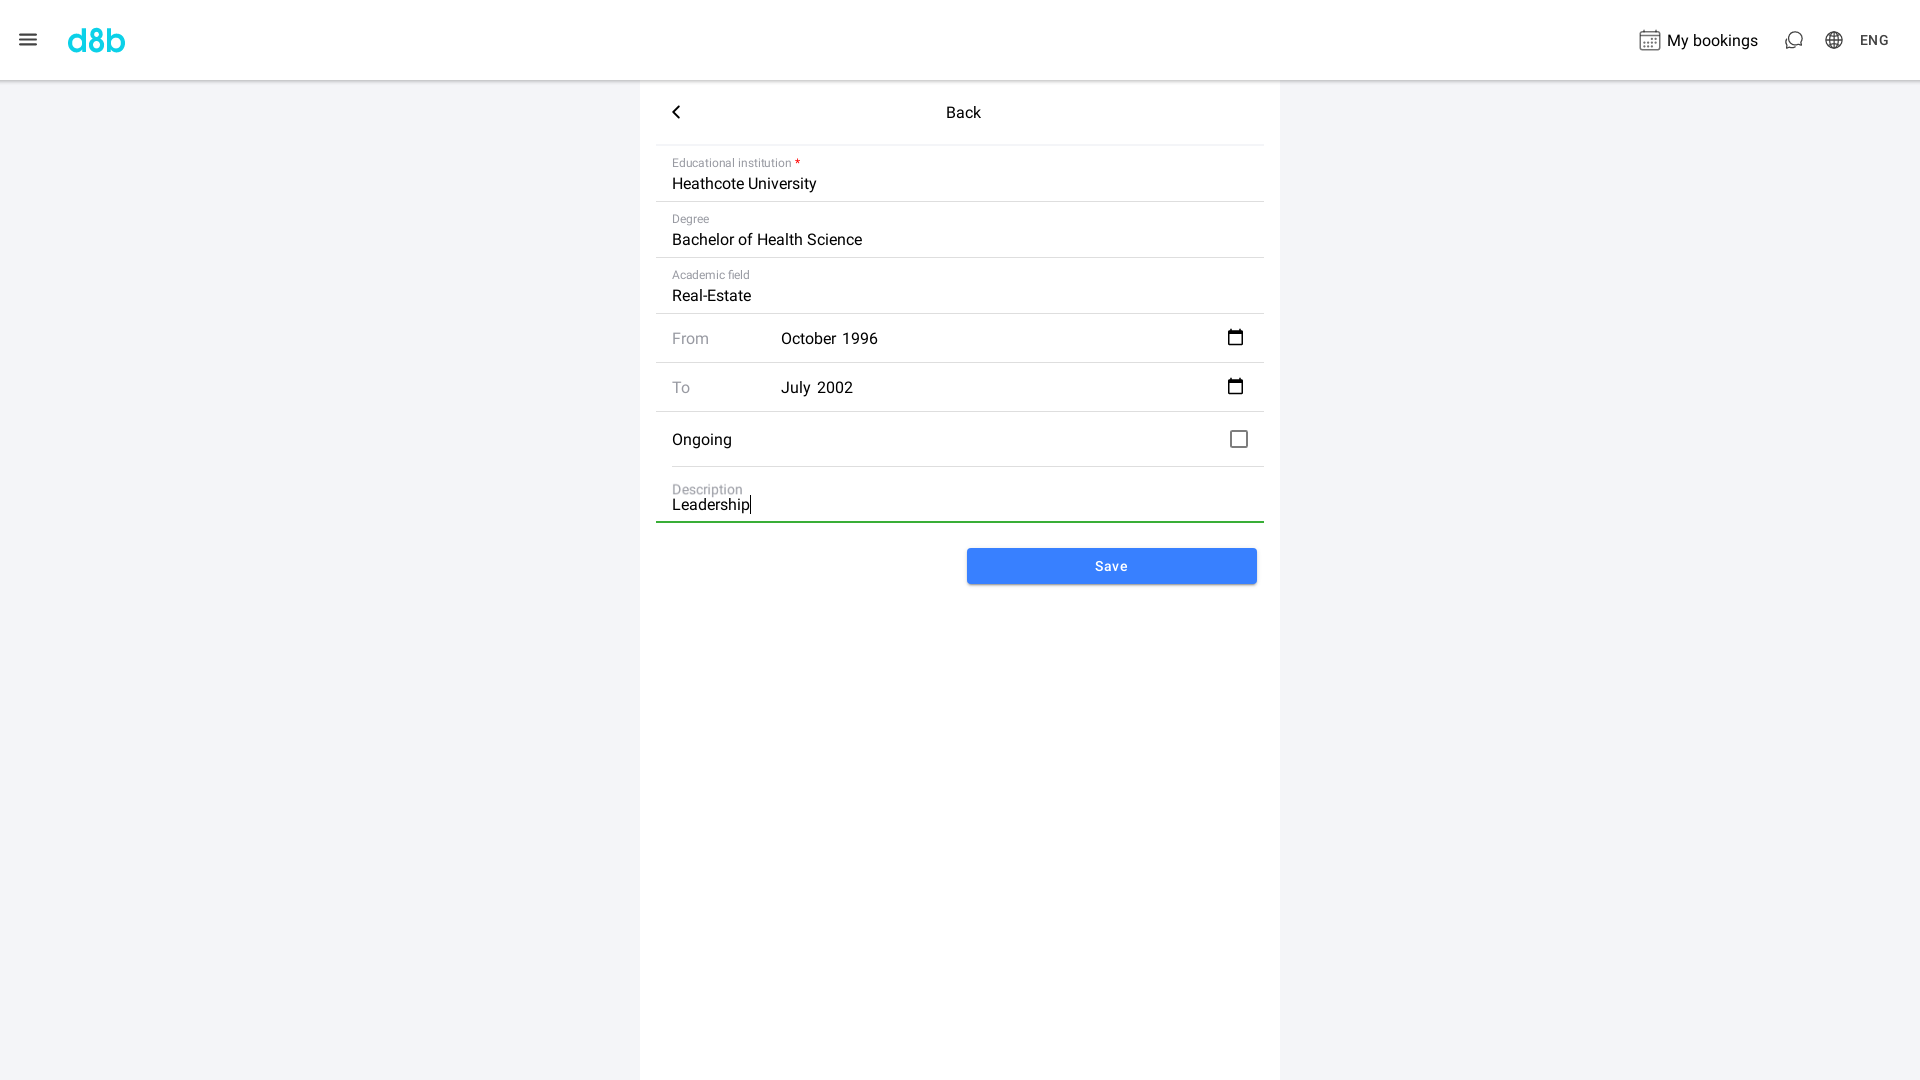 d8b
My bookings
ENG
Back
Educational institution *
Heathcote University
Degree
Bachelor of Health Science
Academic field
Real-Estate
From October 1996
To July 2002
Ongoing
Description
Leadership
Save